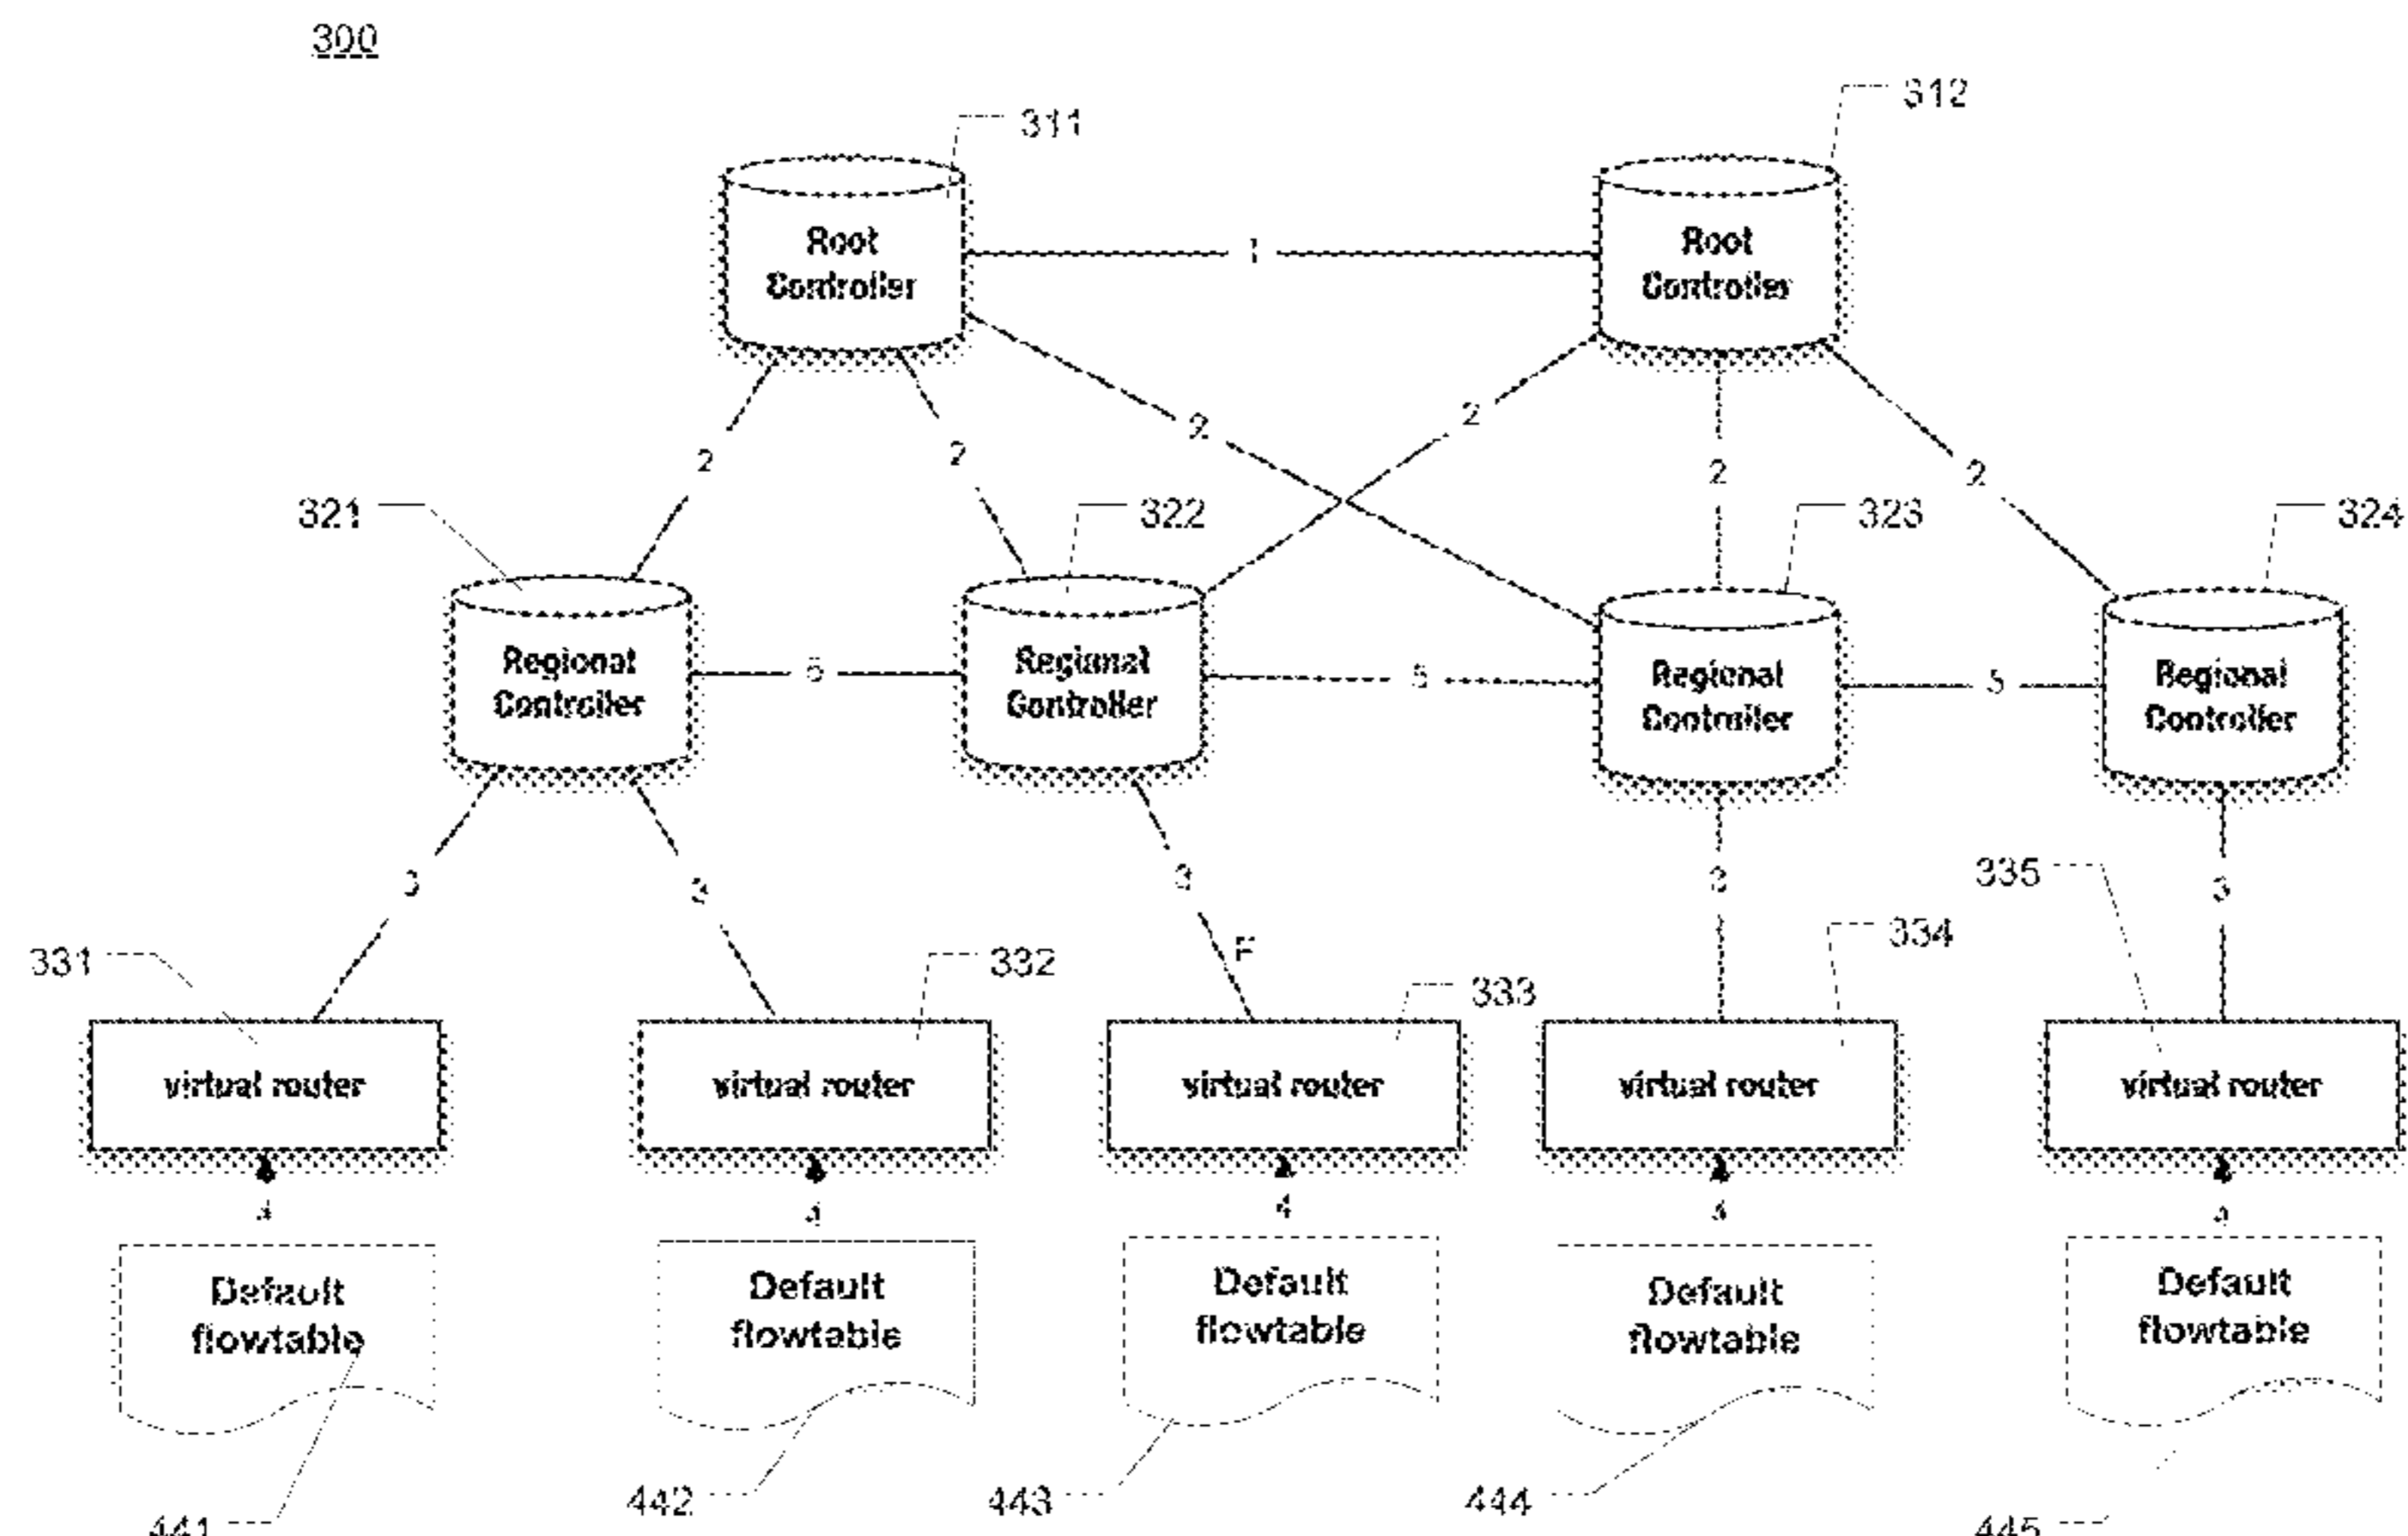 300
311
312
Root
Controller
1
Root
Controller
2
2
2
2
2
2
321
322
323
324
Regional
Controller
5
Regional
Controller
5
Regional
Controller
5
Regional
Controller
3
3
3
3
3
F
331
332
333
334
335
virtual router
virtual router
virtual router
virtual router
virtual router
4
4
4
4
4
Default
flowtable
Default
flowtable
Default
flowtable
Default
flowtable
Default
flowtable
441
442
443
444
445